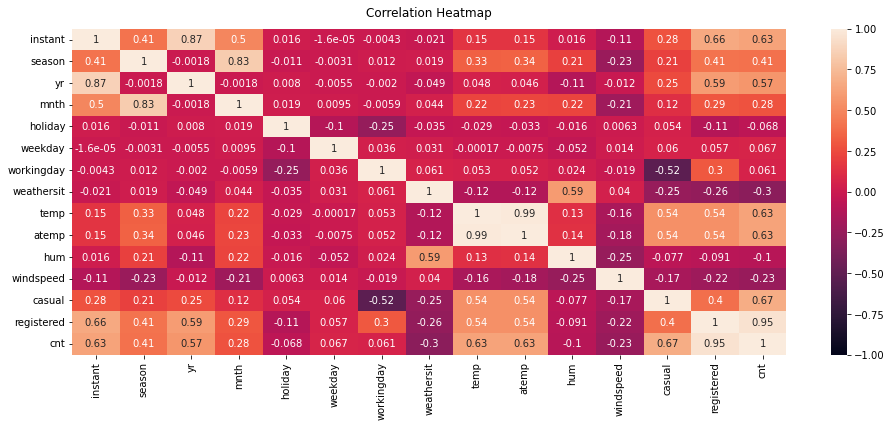 Correlation Heatmap
instant 1 0.41 0.87 0.5 0.016 -1.6e-05 -0.0043 -0.021 0.15 0.15 0.016 -0.11 0.28 0.66 0.63
season 0.41 1 -0.0018 0.83 -0.011 -0.0031 0.012 0.019 0.33 0.34 0.21 -0.23 0.21 0.41 0.41
yr 0.87 -0.0018 1 -0.0018 0.008 -0.0055 -0.002 -0.049 0.048 0.046 -0.11 -0.012 0.25 0.59 0.57
mnth 0.5 0.83 -0.0018 1 0.019 0.0095 -0.0059 0.044 0.22 0.23 0.22 -0.21 0.12 0.29 0.28
holiday 0.016 -0.011 0.008 0.019 1 -0.1 -0.25 -0.035 -0.029 -0.033 -0.016 0.0063 0.054 -0.11 -0.068
weekday -1.6e-05 -0.0031 -0.0055 0.0095 -0.1 1 0.036 0.031 -0.00017 -0.0075 -0.052 0.014 0.06 0.057 0.067
workingday -0.0043 0.012 -0.002 -0.0059 -0.25 0.036 1 0.061 0.053 0.052 0.024 -0.019 -0.52 0.3 0.061
weathersit -0.021 0.019 -0.049 0.044 -0.035 0.031 0.061 1 -0.12 -0.12 0.59 0.04 -0.25 -0.26 -0.3
temp 0.15 0.33 0.048 0.22 -0.029 -0.00017 0.053 -0.12 1 0.99 0.13 -0.16 0.54 0.54 0.63
atemp 0.15 0.34 0.046 0.23 -0.033 -0.0075 0.052 -0.12 0.99 1 0.14 -0.18 0.54 0.54 0.63
hum 0.016 0.21 -0.11 0.22 -0.016 -0.052 0.024 0.59 0.13 0.14 1 -0.25 -0.077 -0.091 -0.1
windspeed -0.11 -0.23 -0.012 -0.21 0.0063 0.014 -0.019 0.04 -0.16 -0.18 -0.25 1 -0.17 -0.22 -0.23
casual 0.28 0.21 0.25 0.12 0.054 0.06 -0.52 -0.25 0.54 0.54 -0.077 -0.17 1 0.4 0.67
registered 0.66 0.41 0.59 0.29 -0.11 0.057 0.3 -0.26 0.54 0.54 -0.091 -0.22 0.4 1 0.95
cnt 0.63 0.41 0.57 0.28 -0.068 0.067 0.061 -0.3 0.63 0.63 -0.1 -0.23 0.67 0.95 1
instant season yr mnth holiday weekday workingday weathersit temp atemp hum windspeed casual registered cnt
1.00
0.75
0.50
0.25
0.00
-0.25
-0.50
-0.75
-1.00